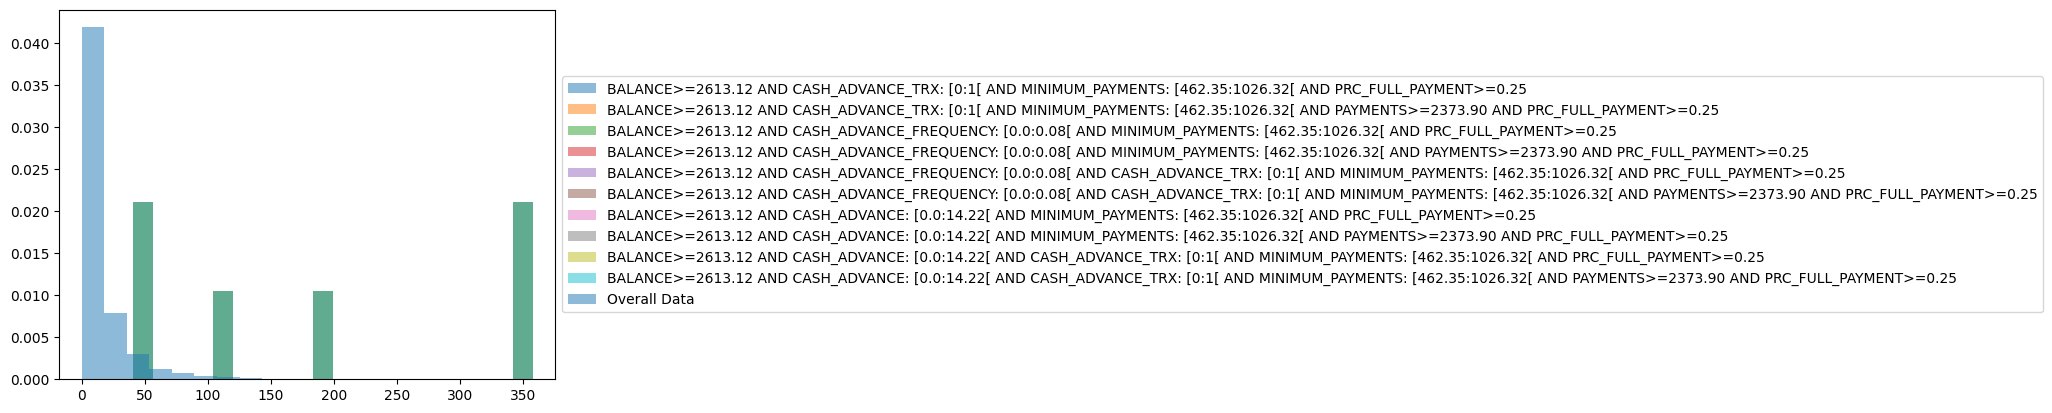 0.040
0.035
0.030
0.025
0.020
0.015
0.010
0.005
0.000
0 50 100 150 200 250 300 350
BALANCE>=2613.12 AND CASH_ADVANCE_TRX: [0:1[ AND MINIMUM_PAYMENTS: [462.35:1026.32[ AND PRC_FULL_PAYMENT>=0.25
BALANCE>=2613.12 AND CASH_ADVANCE_TRX: [0:1[ AND MINIMUM_PAYMENTS: [462.35:1026.32[ AND PAYMENTS>=2373.90 AND PRC_FULL_PAYMENT>=0.25
BALANCE>=2613.12 AND CASH_ADVANCE_FREQUENCY: [0.0:0.08[ AND MINIMUM_PAYMENTS: [462.35:1026.32[ AND PRC_FULL_PAYMENT>=0.25
BALANCE>=2613.12 AND CASH_ADVANCE_FREQUENCY: [0.0:0.08[ AND MINIMUM_PAYMENTS: [462.35:1026.32[ AND PAYMENTS>=2373.90 AND PRC_FULL_PAYMENT>=0.25
BALANCE>=2613.12 AND CASH_ADVANCE_FREQUENCY: [0.0:0.08[ AND CASH_ADVANCE_TRX: [0:1[ AND MINIMUM_PAYMENTS: [462.35:1026.32[ AND PRC_FULL_PAYMENT>=0.25
BALANCE>=2613.12 AND CASH_ADVANCE_FREQUENCY: [0.0:0.08[ AND CASH_ADVANCE_TRX: [0:1[ AND MINIMUM_PAYMENTS: [462.35:1026.32[ AND PAYMENTS>=2373.90 AND PRC_FULL_PAYMENT>=0.25
BALANCE>=2613.12 AND CASH_ADVANCE: [0.0:14.22[ AND MINIMUM_PAYMENTS: [462.35:1026.32[ AND PRC_FULL_PAYMENT>=0.25
BALANCE>=2613.12 AND CASH_ADVANCE: [0.0:14.22[ AND MINIMUM_PAYMENTS: [462.35:1026.32[ AND PAYMENTS>=2373.90 AND PRC_FULL_PAYMENT>=0.25
BALANCE>=2613.12 AND CASH_ADVANCE: [0.0:14.22[ AND CASH_ADVANCE_TRX: [0:1[ AND MINIMUM_PAYMENTS: [462.35:1026.32[ AND PRC_FULL_PAYMENT>=0.25
BALANCE>=2613.12 AND CASH_ADVANCE: [0.0:14.22[ AND CASH_ADVANCE_TRX: [0:1[ AND MINIMUM_PAYMENTS: [462.35:1026.32[ AND PAYMENTS>=2373.90 AND PRC_FULL_PAYMENT>=0.25
Overall Data